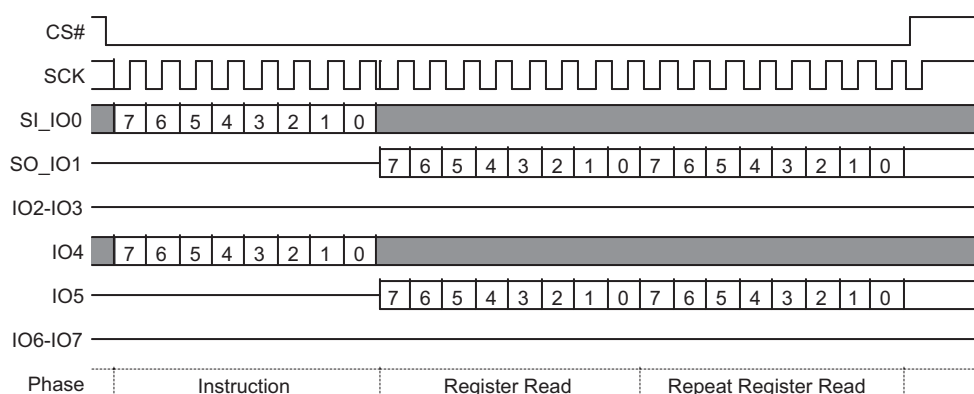 CS#
SCK
SI_IO0 7 6 5 4 3 2 1 0
SO_IO1 7 6 5 4 3 2 1 0 7 6 5 4 3 2 1 0
IO2-IO3
IO4 7 6 5 4 3 2 1 0
IO5 7 6 5 4 3 2 1 0 7 6 5 4 3 2 1 0
IO6-IO7
Phase Instruction Register Read Repeat Register Read